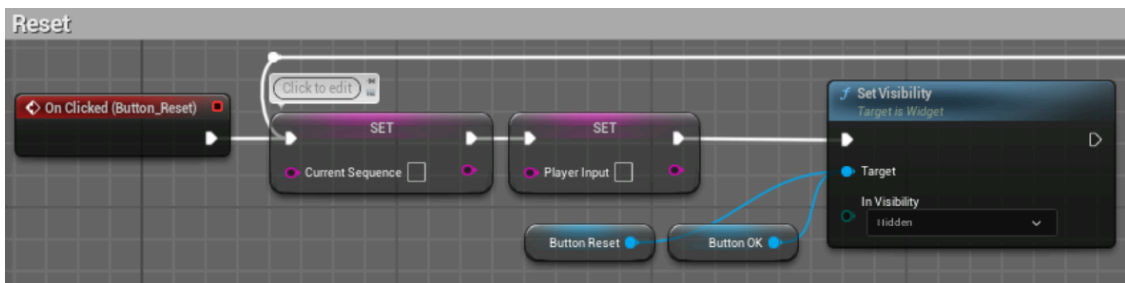 Reset
Click to edit
On Clicked (Button_Reset)
SET
SET
f Set Visibility
Target is Widget
Current Sequence
Player Input
Target
In Visibility
Hidden
Button Reset
Button OK